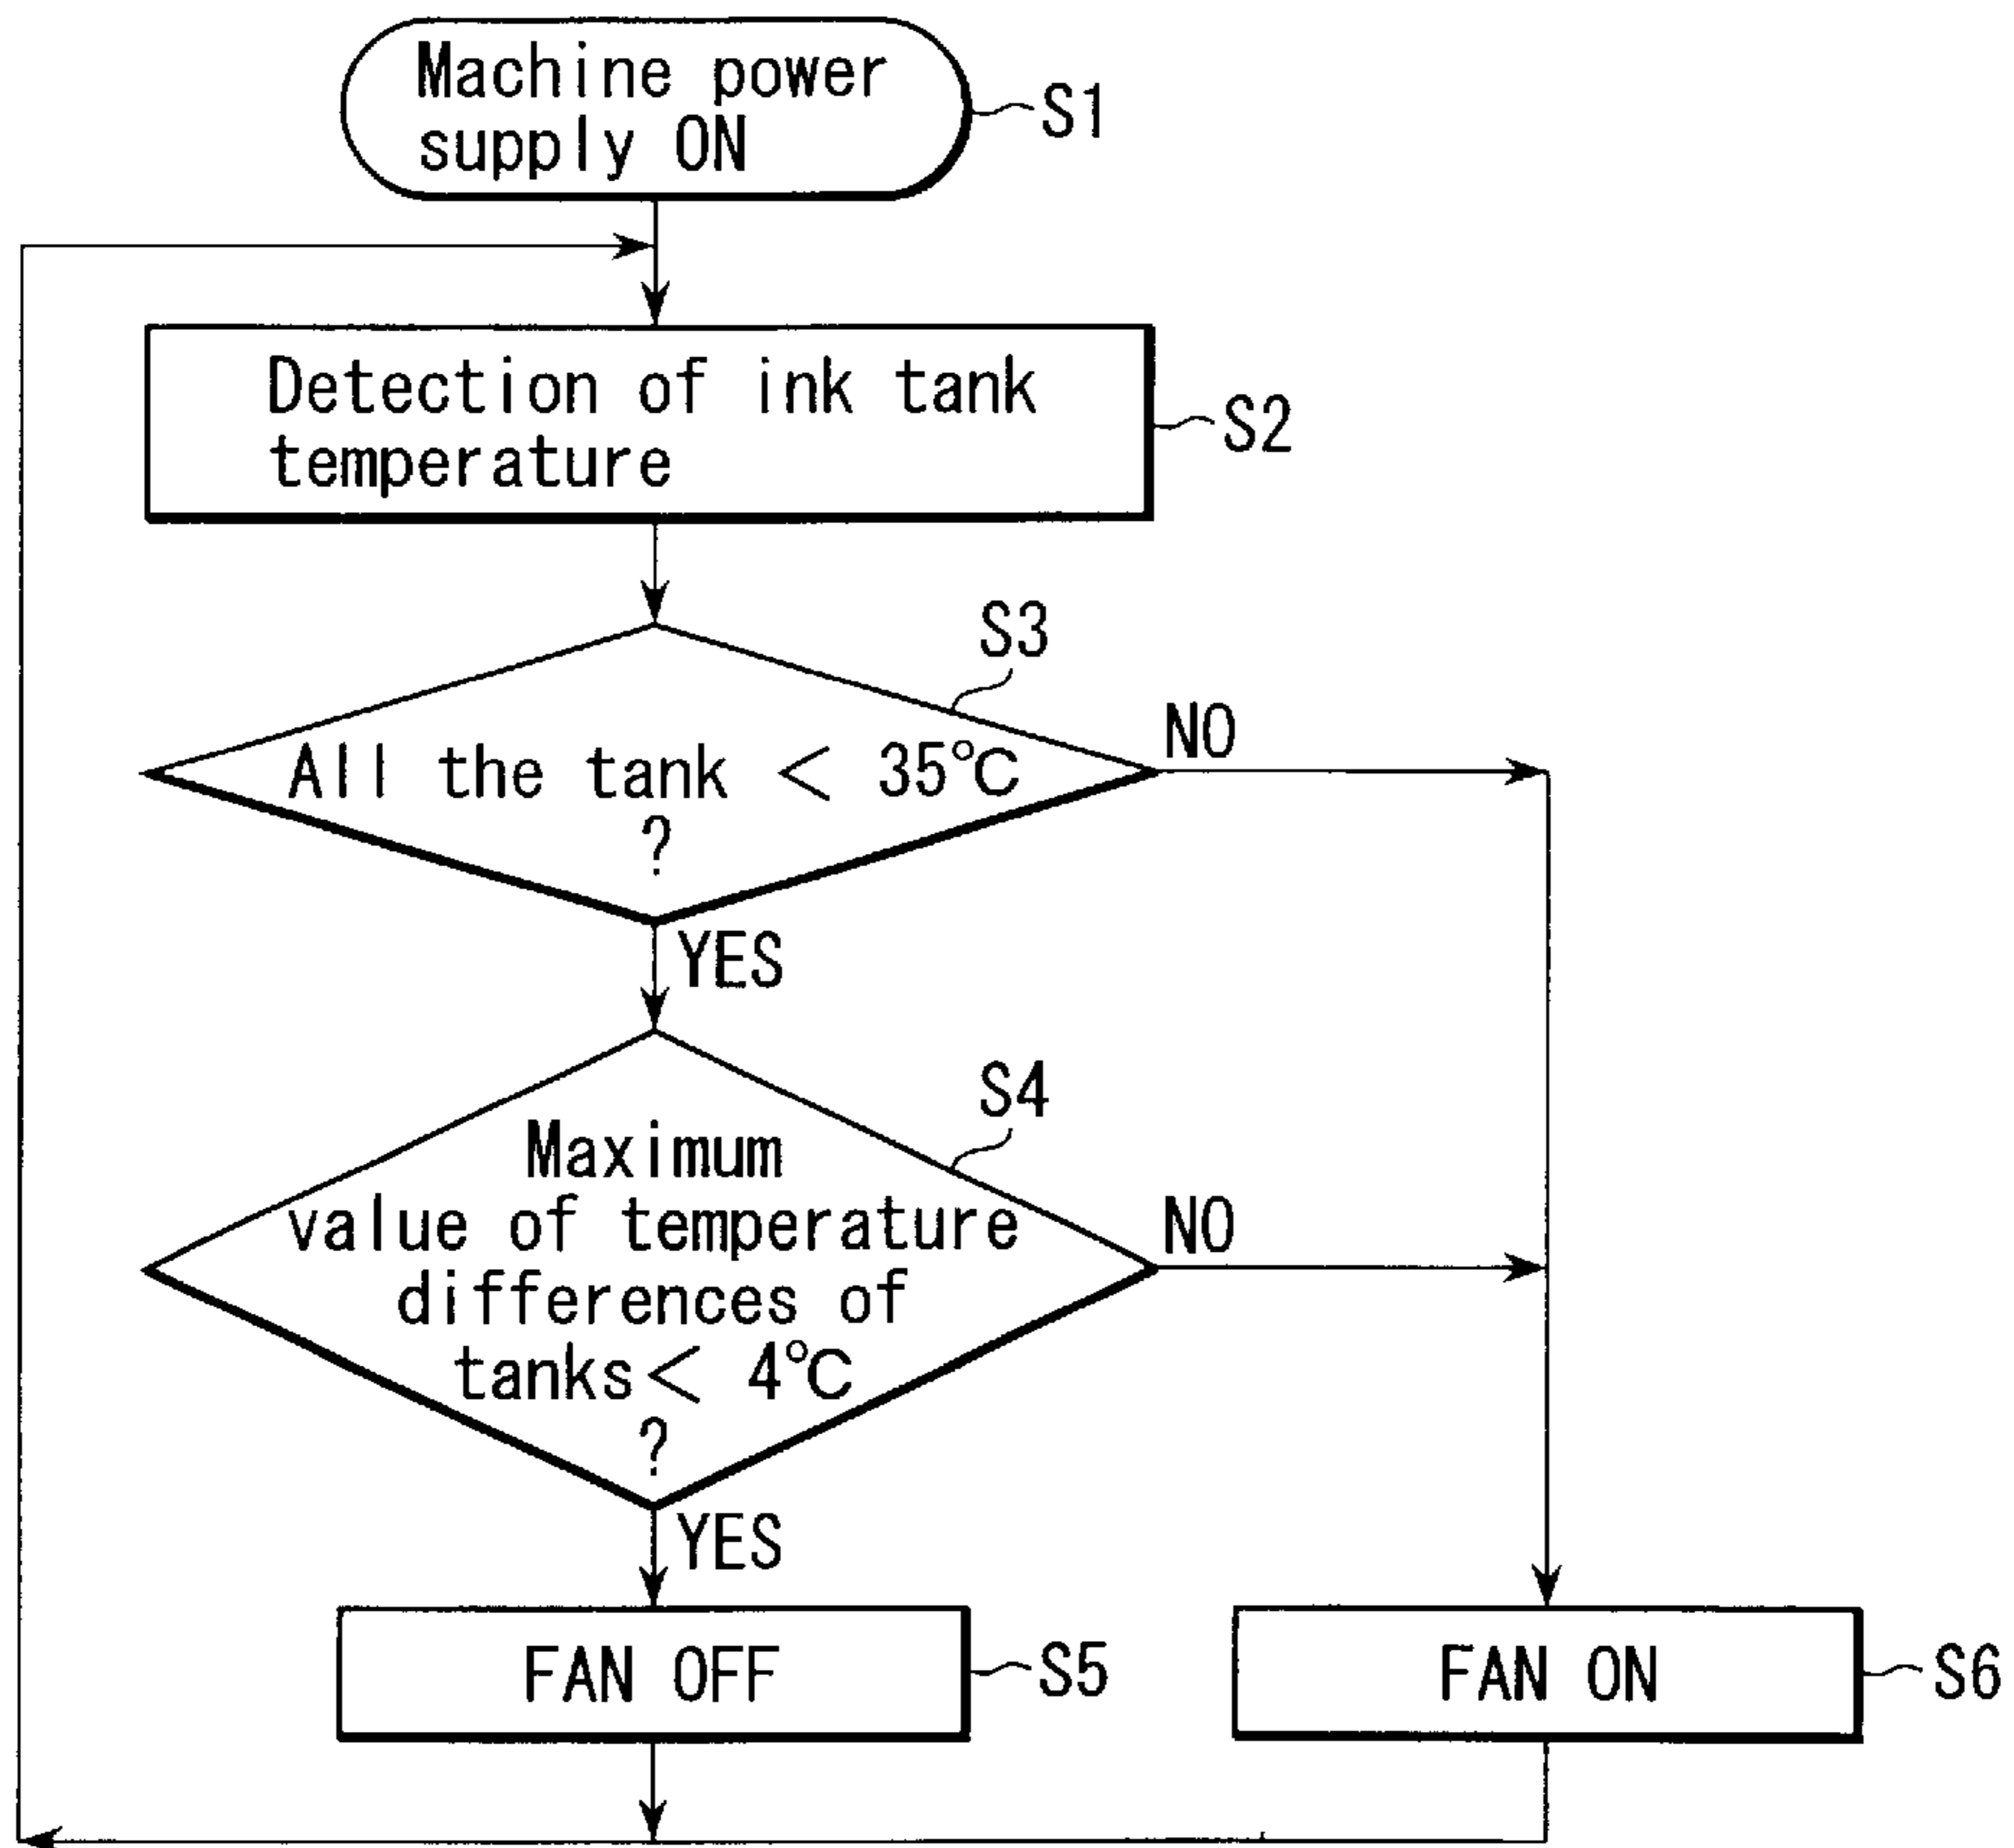 Machine power
supply ON
S1
Detection of ink tank
temperature
S2
S3
All the tank < 35℃
?
NO
YES
S4
Maximum
value of temperature
differences of
tanks < 4℃
?
NO
YES
FAN OFF
S5
FAN ON
S6